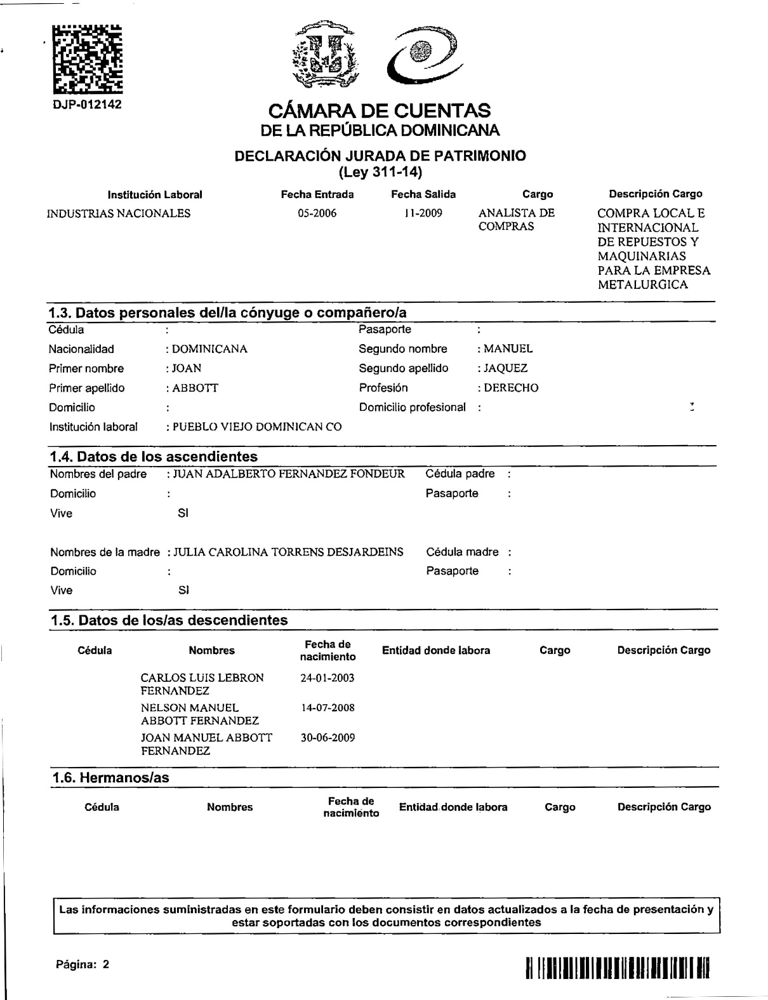 DJP-012142
CÁMARA DE CUENTAS
DE LA REPÚBLICA DOMINICANA
DECLARACIÓN JURADA DE PATRIMONIO
(Ley 311-14)
Institución Laboral Fecha Entrada Fecha Salida Cargo Descripción Cargo
INDUSTRIAS NACIONALES 05-2006 11-2009 ANALISTA DE COMPRA LOCAL E
COMPRAS INTERNACIONAL
DE REPUESTOS Y
MAQUINARIAS
PARA LA EMPRESA
METALURGICA
1.3. Datos personales del/la cónyuge o compañero/a
Cédula : Pasaporte :
Nacionalidad : DOMINICANA Segundo nombre : MANUEL
Primer nombre : JOAN Segundo apellido : JAQUEZ
Primer apellido : ABBOTT Profesión : DERECHO
Domicilio : Domicilio profesional :
Institución laboral : PUEBLO VIEJO DOMINICAN CO
1.4. Datos de los ascendientes
Nombres del padre : JUAN ADALBERTO FERNANDEZ FONDEUR Cédula padre :
Domicilio : Pasaporte :
Vive SI
Nombres de la madre : JULIA CAROLINA TORRENS DESJARDEINS Cédula madre :
Domicilio : Pasaporte :
Vive SI
1.5. Datos de los/as descendientes
Cédula Nombres Fecha de nacimiento Entidad donde labora Cargo Descripción Cargo
CARLOS LUIS LEBRON 24-01-2003
FERNANDEZ
NELSON MANUEL 14-07-2008
ABBOTT FERNANDEZ
JOAN MANUEL ABBOTT 30-06-2009
FERNANDEZ
1.6. Hermanos/as
Cédula Nombres Fecha de nacimiento Entidad donde labora Cargo Descripción Cargo
Las informaciones suministradas en este formulario deben consistir en datos actualizados a la fecha de presentación y
estar soportadas con los documentos correspondientes
Página: 2